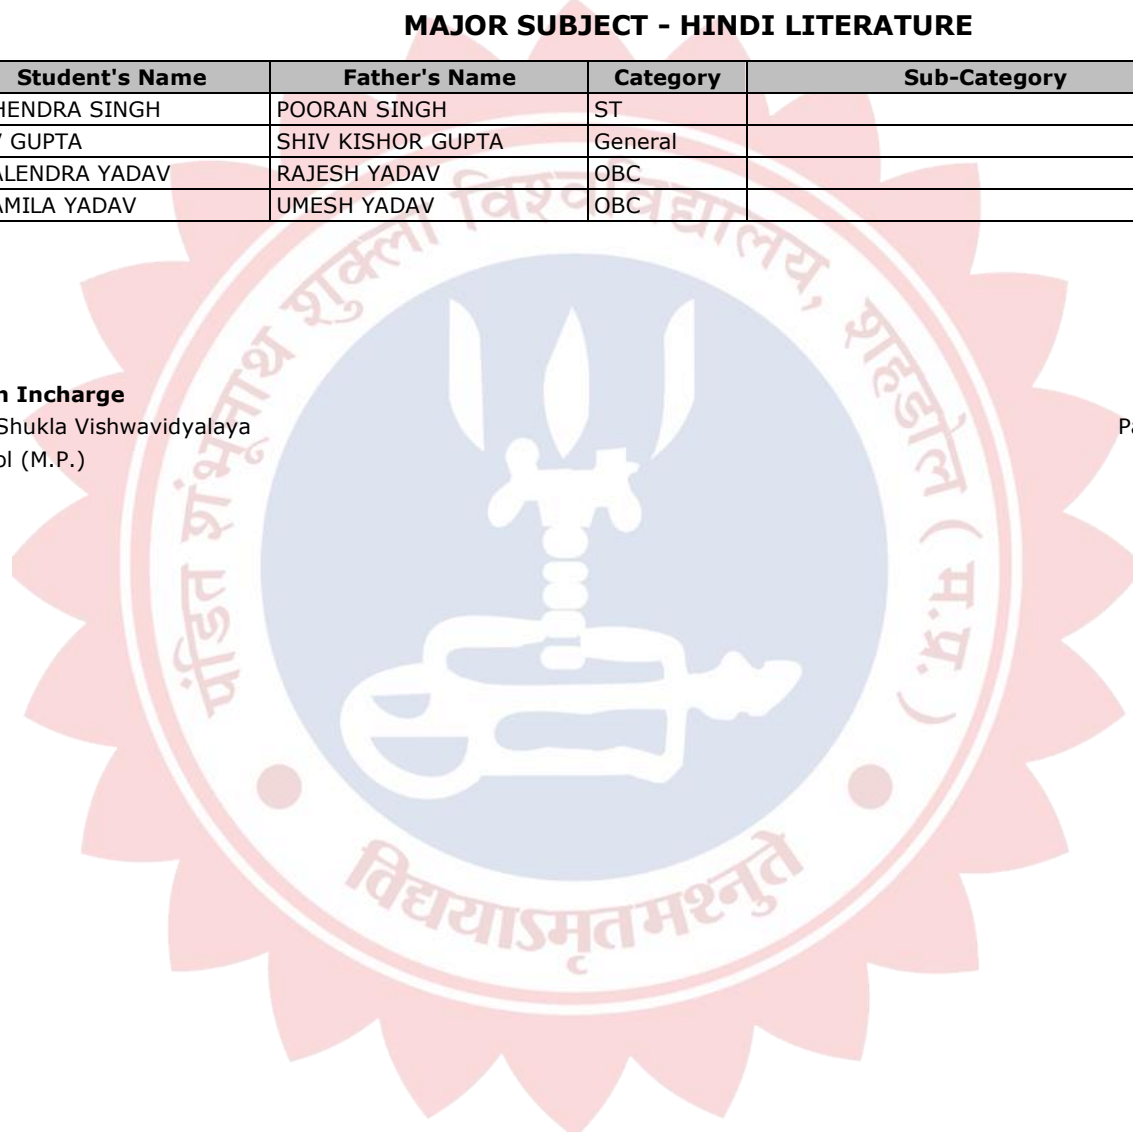 MAJOR SUBJECT - HINDI LITERATURE
Student's Name Father's Name Category Sub-Category
HENDRA SINGH POORAN SINGH ST
GUPTA SHIV KISHOR GUPTA General
ALENDRA YADAV RAJESH YADAV OBC
AMILA YADAV UMESH YADAV OBC
पंडित शंभूनाथ शुक्ला विश्वविद्यालय, शहडोल (म.प्र.)
n Incharge
Shukla Vishwavidyalaya Pa
ol (M.P.)
विद्ययाऽमृतमश्नुते